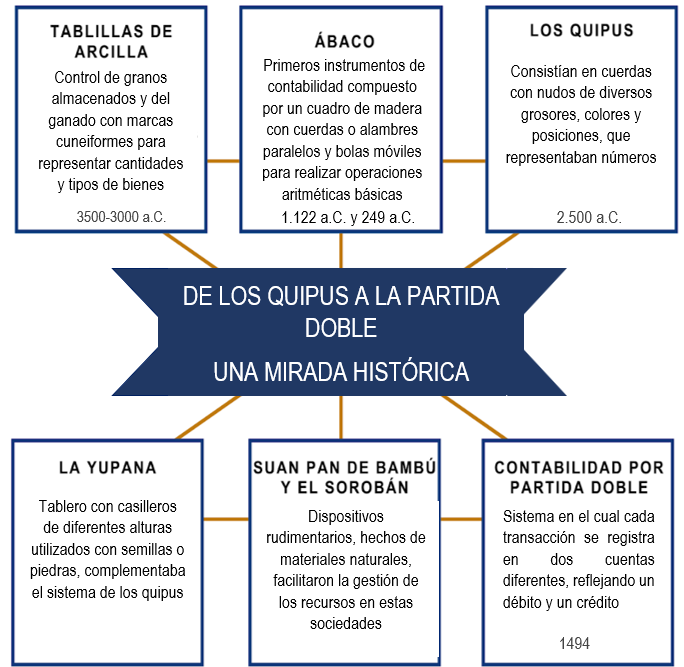 TABLILLAS DE
ARCILLA
Control de granos
almacenados y del
ganado con marcas
cuneiformes para
representar cantidades
y tipos de bienes
3500-3000 a.C.
ÁBACO
Primeros instrumentos de
contabilidad compuesto
por un cuadro de madera
con cuerdas o alambres
paralelos y bolas móviles
para realizar operaciones
aritméticas básicas
1.122 a.C. y 249 a.C.
LOS QUIPUS
Consistían en cuerdas
con nudos de diversos
grosores, colores y
posiciones, que
representaban números
2.500 a.C.
DE LOS QUIPUS A LA PARTIDA
DOBLE
UNA MIRADA HISTÓRICA
LA YUPANA
Tablero con casilleros
de diferentes alturas
utilizados con semillas o
piedras, complementaba
el sistema de los quipus
SUAN PAN DE BAMBÚ
Y EL SOROBÁN
Dispositivos
rudimentarios, hechos de
materiales naturales,
facilitaron la gestión de
los recursos en estas
sociedades
CONTABILIDAD POR
PARTIDA DOBLE
Sistema en el cual cada
transacción se registra
en dos cuentas
diferentes, reflejando un
débito y un crédito
1494